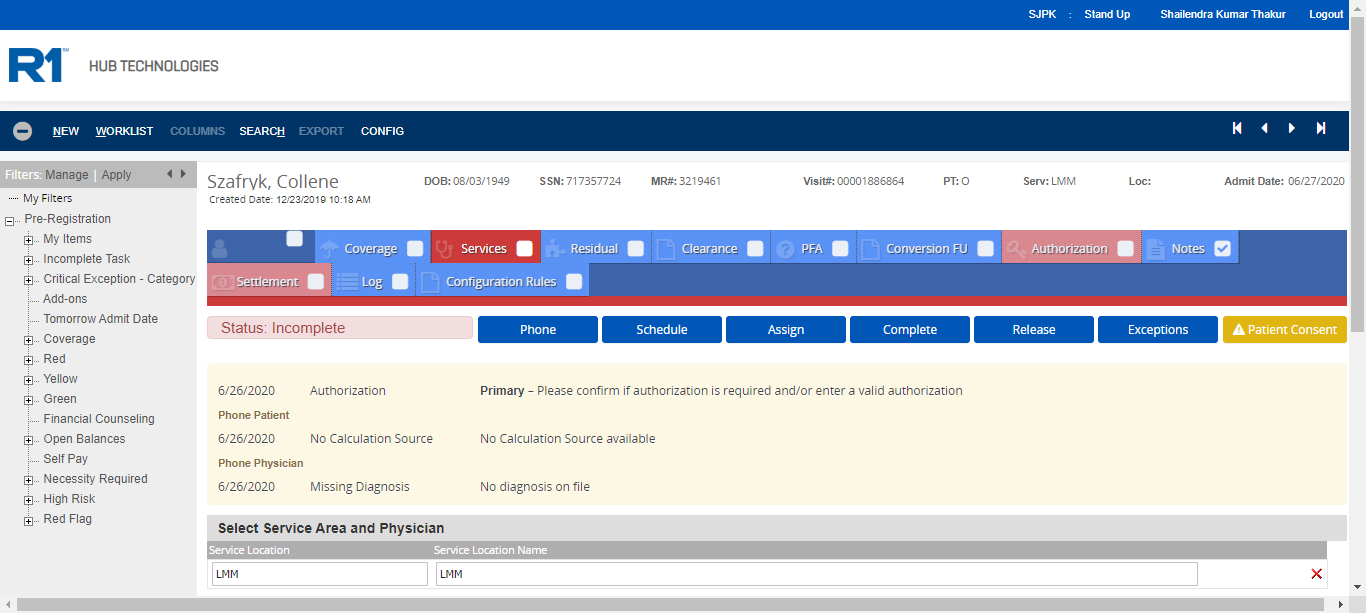 SJPK : Stand Up Shailendra Kumar Thakur Logout
R1 SM HUB TECHNOLOGIES
NEW WORKLIST COLUMNS SEARCH EXPORT CONFIG
Filters: Manage | Apply
My Filters
Pre-Registration
My Items
Incomplete Task
Critical Exception - Category
Add-ons
Tomorrow Admit Date
Coverage
Red
Yellow
Green
Financial Counseling
Open Balances
Self Pay
Necessity Required
High Risk
Red Flag
Szafryk, Collene DOB: 08/03/1949 SSN: 717357724 MR#: 3219461 Visit#: 00001886864 PT: O Serv: LMM Loc: Admit Date: 06/27/2020
Created Date: 12/23/2019 10:18 AM
Coverage Services Residual Clearance PFA Conversion FU Authorization Notes
Settlement Log Configuration Rules
Status: Incomplete Phone Schedule Assign Complete Release Exceptions Patient Consent
6/26/2020 Authorization Primary – Please confirm if authorization is required and/or enter a valid authorization
Phone Patient
6/26/2020 No Calculation Source No Calculation Source available
Phone Physician
6/26/2020 Missing Diagnosis No diagnosis on file
Select Service Area and Physician
Service Location Service Location Name
LMM LMM